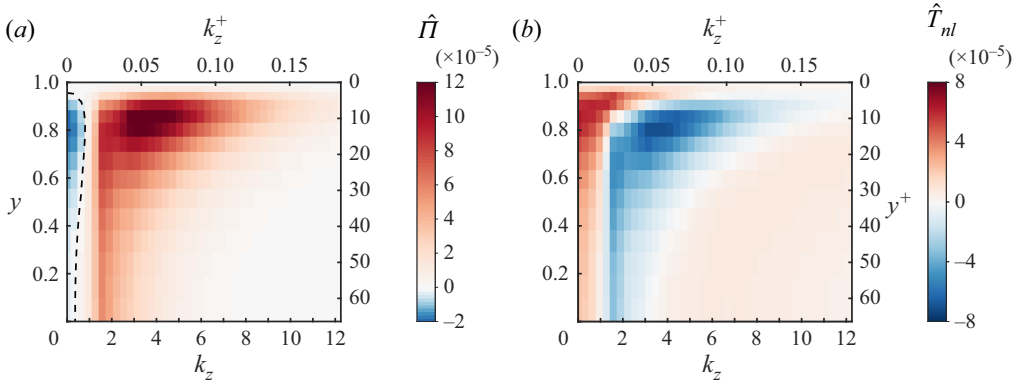 (a)
k_z^+
Π̂
(×10⁻⁵)
0 0.05 0.10 0.15
1.0 0.8 0.6 0.4 0.2 0
y
0 10 20 30 40 50 60
2 4 6 8 10 12
k_z
12 10 8 6 4 2 0 −2
(b)
k_z^+
T̂_nl
(×10⁻⁵)
0 0.05 0.10 0.15
1.0 0.8 0.6 0.4 0.2
0 10 20 30 40 50 60
y^+
0 2 4 6 8 10 12
k_z
8 4 0 −4 −8